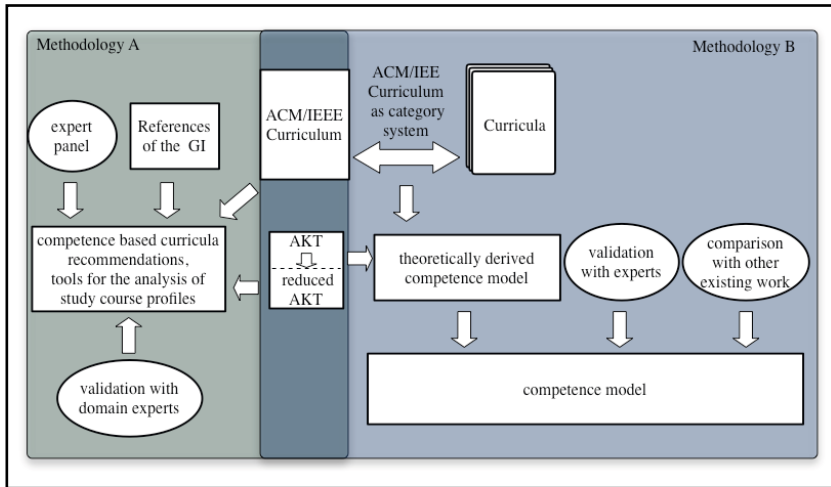 Methodology A
Methodology B
expert
panel
References
of the GI
ACM/IEEE
Curriculum
ACM/IEE
Curriculum
as category
system
Curricula
competence based curricula
recommendations,
tools for the analysis of
study course profiles
AKT
reduced
AKT
theoretically derived
competence model
validation
with experts
comparison
with other
existing work
validation with
domain experts
competence model